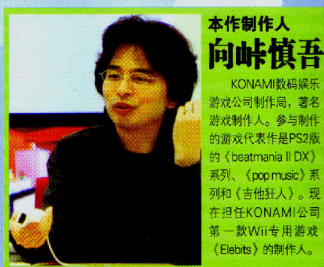 本作制作人
向峠慎吾
KONAMI数码娱乐
游戏公司制作局，著名
游戏制作人。参与制作
的游戏代表作是PS2版
的《beatmania II DX》
系列、《pop music》系
列和《吉他狂人》。现
在担任KONAMI公司
第一款Wii专用游戏
《Elebits》的制作人。